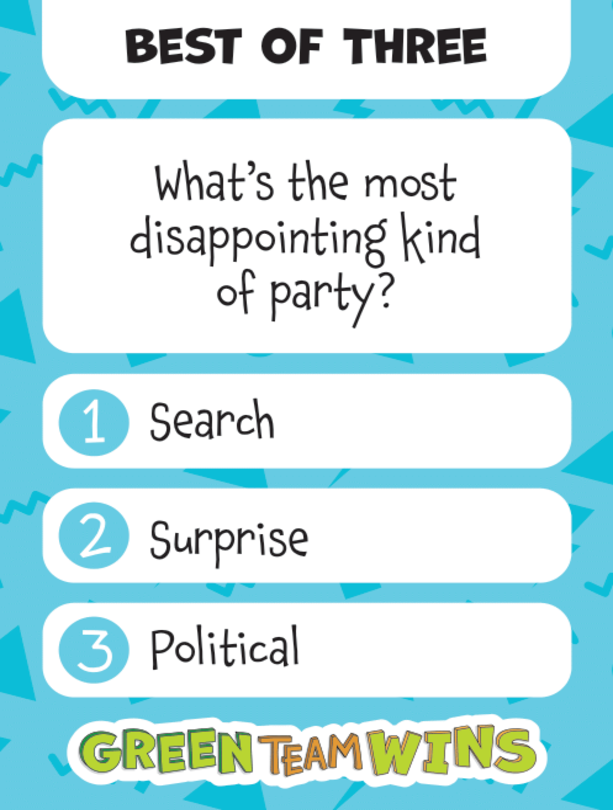 BEST OF THREE
What's the most
disappointing kind
of party?
1 Search
2 Surprise
3 Political
GREEN TEAM WINS